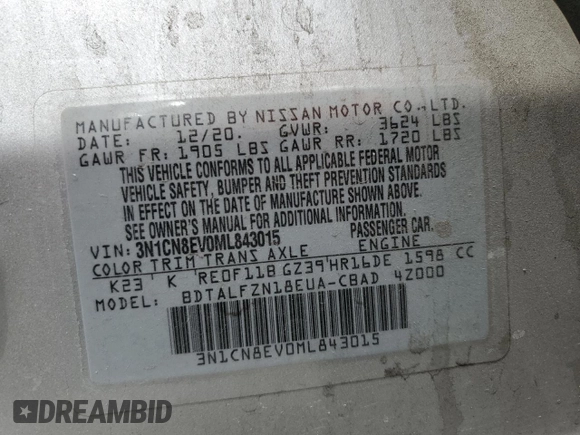 MANUFACTURED BY NISSAN MOTOR CO.,LTD.
DATE: 12/20. GVWR: 3624 LBS
GAWR FR: 1905 LBS GAWR RR: 1720 LBS
THIS VEHICLE CONFORMS TO ALL APPLICABLE FEDERAL MOTOR
VEHICLE SAFETY, BUMPER AND THEFT PREVENTION STANDARDS
IN EFFECT ON THE DATE OF MANUFACTURE SHOWN ABOVE.
SEE OWNER'S MANUAL FOR ADDITIONAL INFORMATION.
VIN: 3N1CN8EV0ML843015 PASSENGER CAR.
COLOR TRIM TRANS AXLE ENGINE
K23 K RE0F11B GZ39 HR16DE 1598 CC
MODEL: BDTALFZN18EUA-CBAD 4Z000
3N1CN8EV0ML843015
DREAMBID